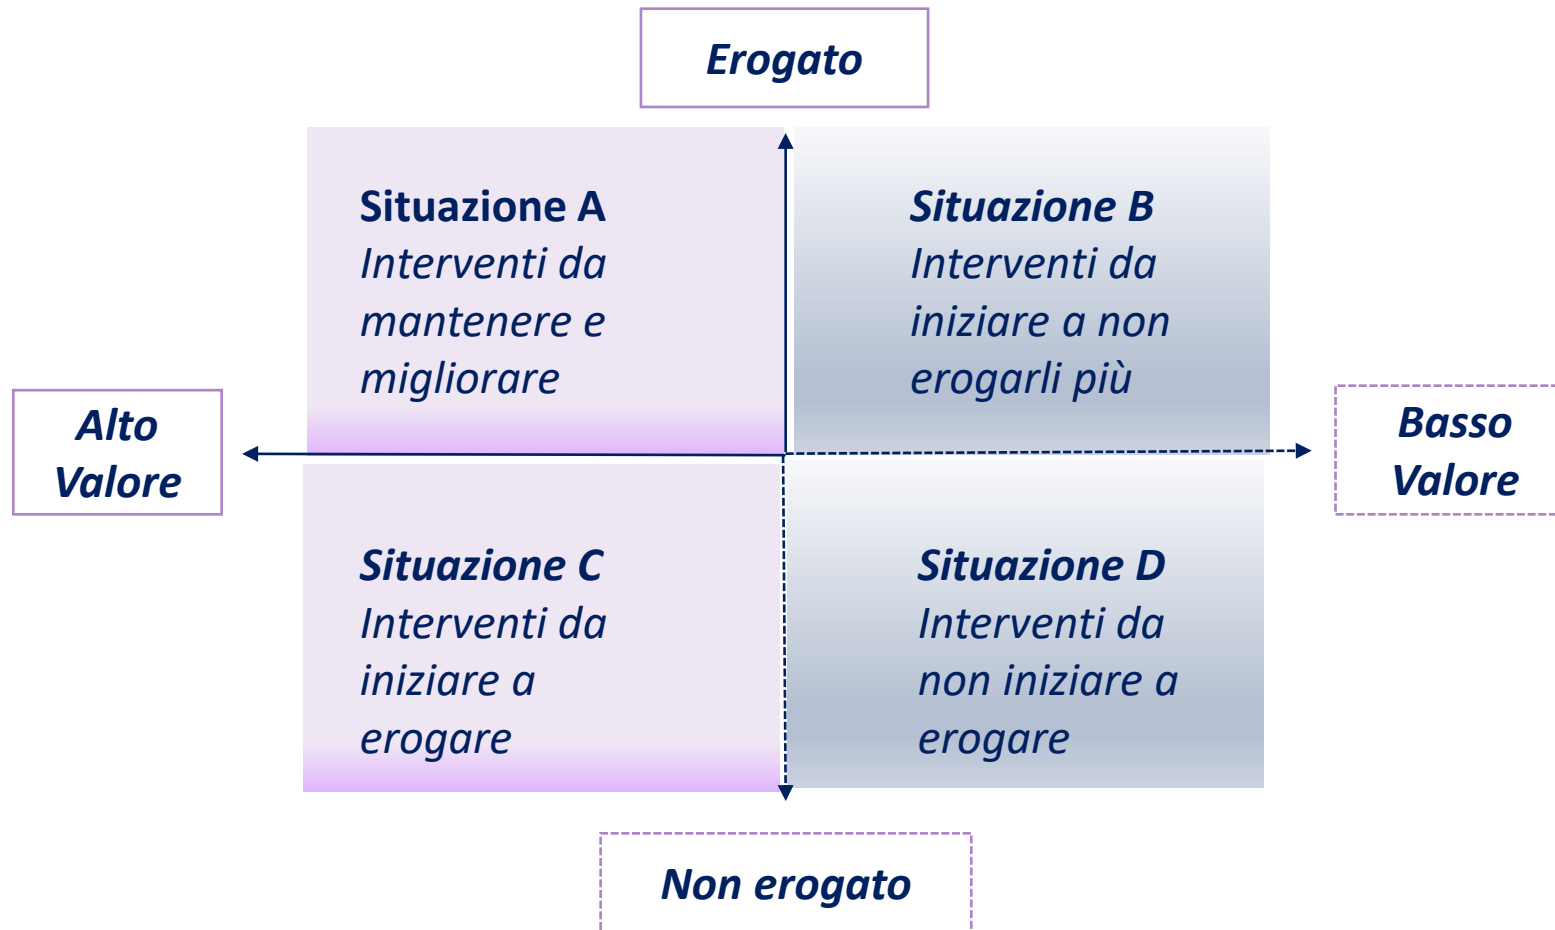 Erogato
Situazione A
Interventi da
mantenere e
migliorare
Situazione B
Interventi da
iniziare a non
erogarli più
Alto
Valore
Basso
Valore
Situazione C
Interventi da
iniziare a
erogare
Situazione D
Interventi da
non iniziare a
erogare
Non erogato